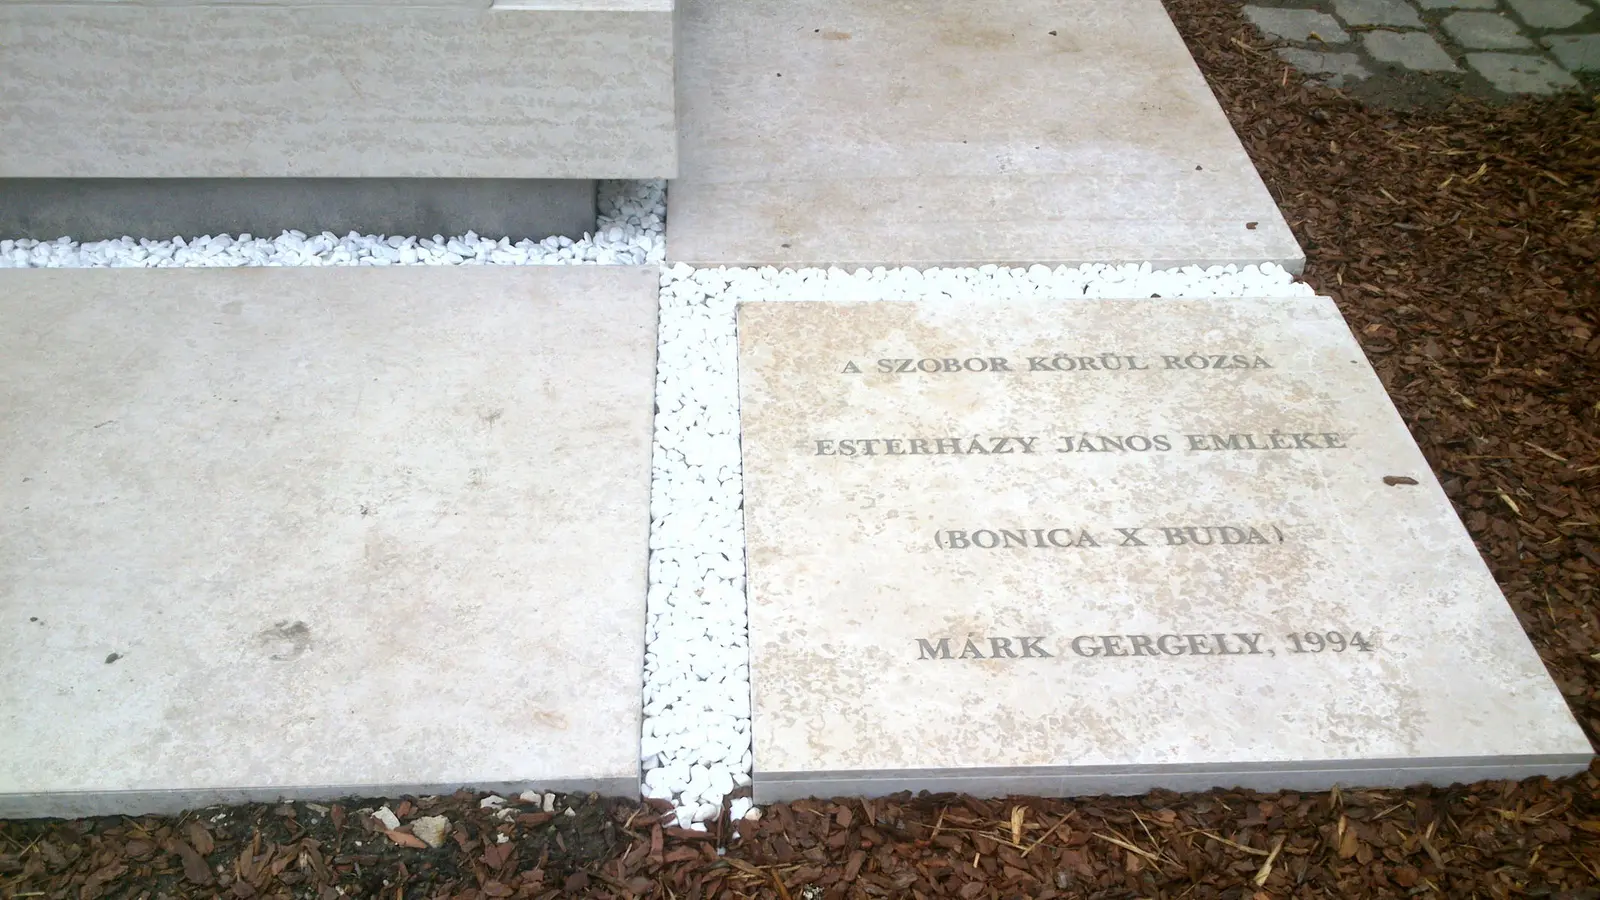 A SZOBOR KÖRÜL RÓZSA
ESTERHÁZY JÁNOS EMLÉKE
(BONICA X BUDA)
MÁRK GERGELY, 1994